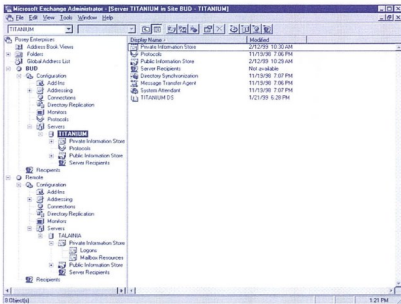 Microsoft Exchange Administrator - [Server TITANIUM in Site BUD - TITANIUM]
File Edit View Tools Window Help
TITANIUM
Display Name Modified
Address Book Views
Folders
Global Address List
BUD
Configuration
Add-Ins
Addressing
Connections
Directory Replication
Monitors
Protocols
Servers
TITANIUM
Private Information Store
Protocols
Public Information Store
Server Recipients
Recipients
Remote
Configuration
Add-Ins
Addressing
Connections
Directory Replication
Monitors
Servers
Private Information Store
Logons
Mailbox Resources
Public Information Store
Server Recipients
Recipients
Private Information Store 2/12/99 10:30 AM
Protocols 11/13/98 7:06 PM
Public Information Store 2/12/99 10:29 AM
Server Recipients Not available
Directory Synchronization 11/13/98 7:07 PM
Message Transfer Agent 11/13/98 7:06 PM
System Attendant 11/13/98 7:07 PM
TITANIUM DS 1/21/99 6:28 PM
0 Object(s)
1:21 PM